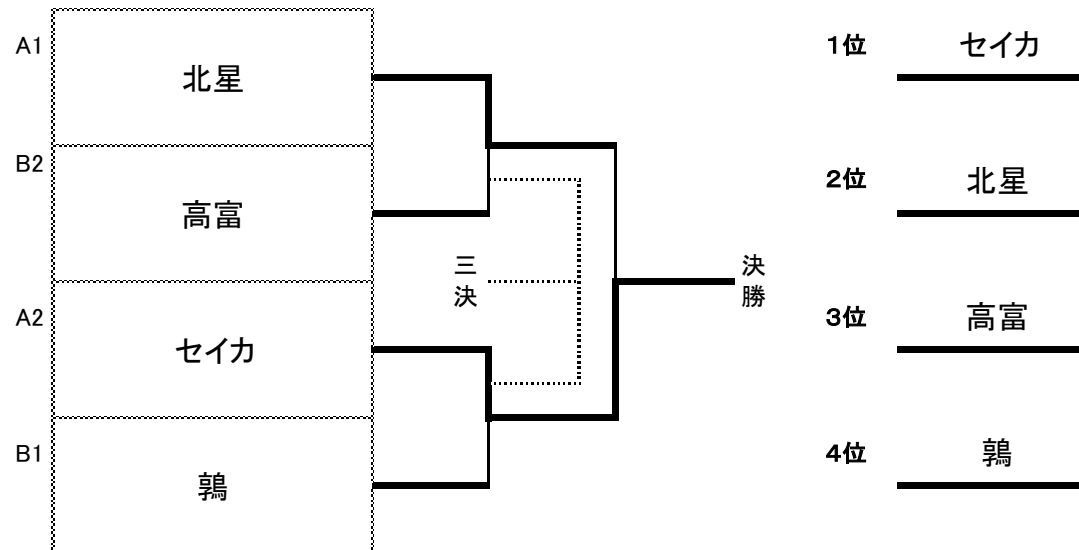 A1
北星
B2
高富
A2
セイカ
B1
鶉
三決
決勝
1位 セイカ
2位 北星
3位 高富
4位 鶉